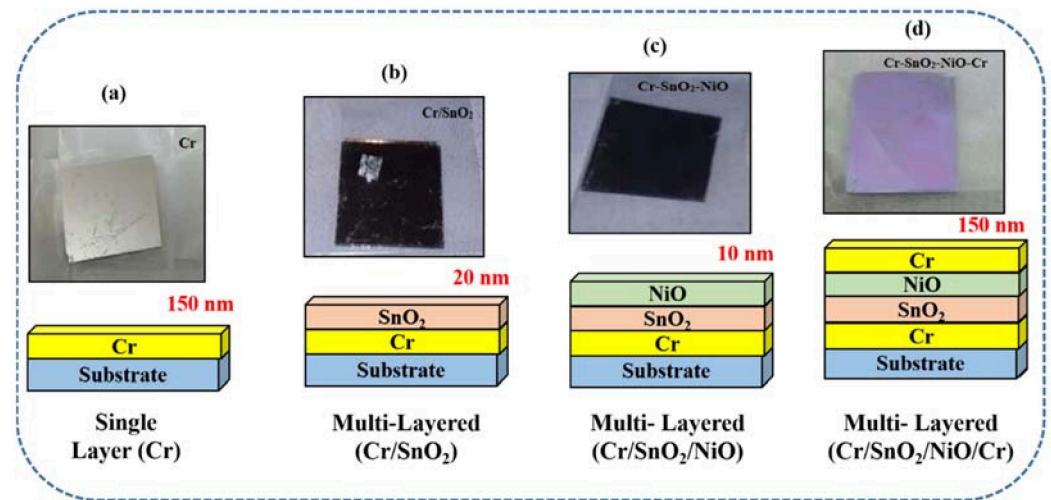 (a)
Cr
150 nm
Cr
Substrate
Single
Layer (Cr)
(b)
Cr/SnO₂
20 nm
SnO₂
Cr
Substrate
Multi-Layered
(Cr/SnO₂)
(c)
Cr-SnO₂-NiO
10 nm
NiO
SnO₂
Cr
Substrate
Multi- Layered
(Cr/SnO₂/NiO)
(d)
Cr-SnO₂-NiO-Cr
150 nm
Cr
NiO
SnO₂
Cr
Substrate
Multi- Layered
(Cr/SnO₂/NiO/Cr)